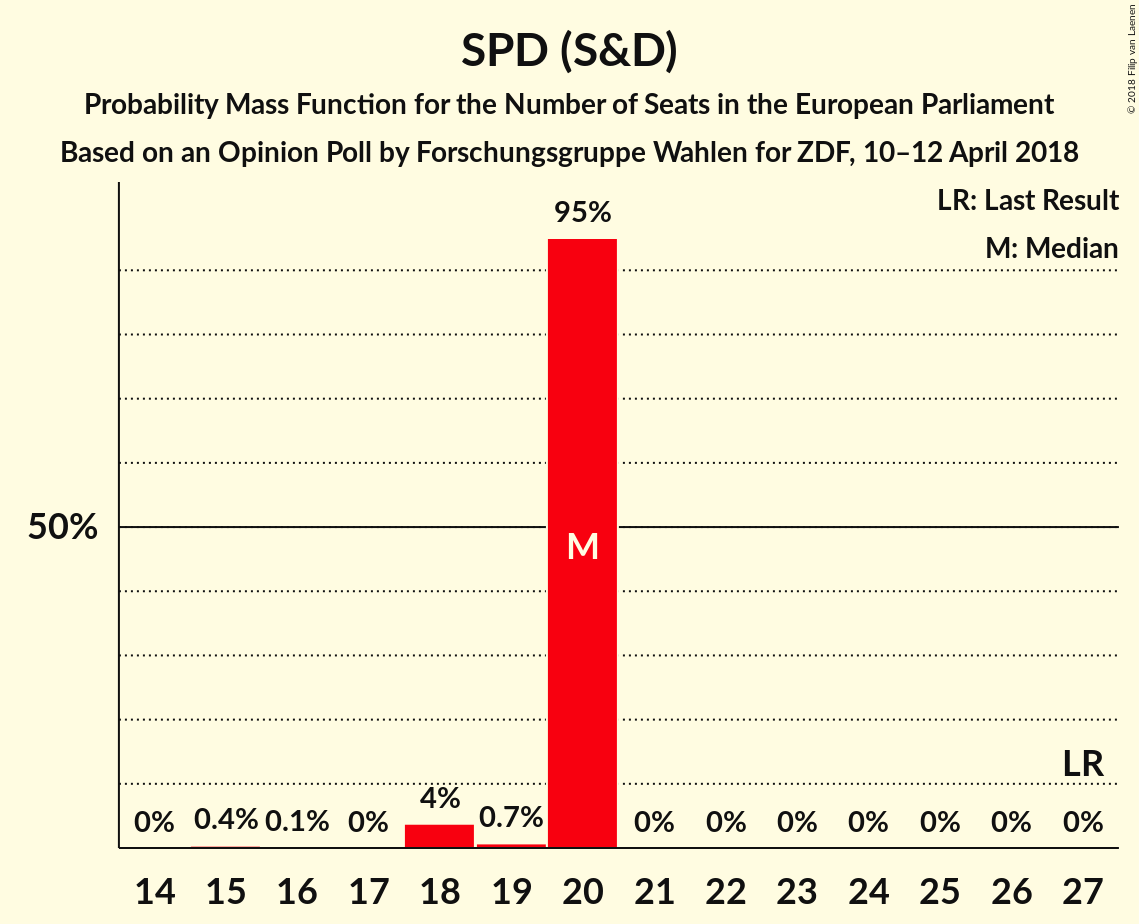 SPD (S&D)
Probability Mass Function for the Number of Seats in the European Parliament
Based on an Opinion Poll by Forschungsgruppe Wahlen for ZDF, 10–12 April 2018
© 2018 Filip van Laenen
LR: Last Result
M: Median
95%
50%
M
LR
0% 0.4% 0.1% 0% 4% 0.7% 0% 0% 0% 0% 0% 0% 0%
14 15 16 17 18 19 20 21 22 23 24 25 26 27